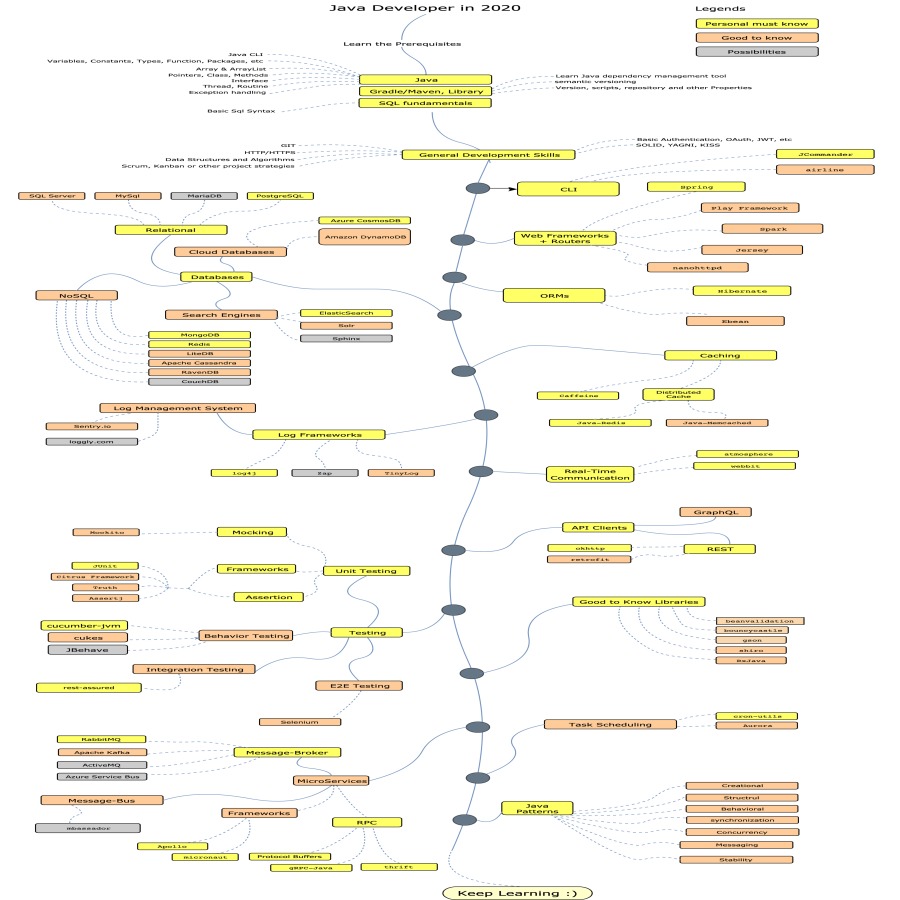 Java Developer in 2020
Legends
Personal must know
Good to know
Possibilities
Learn the Prerequisites
Java CLI
Variables, Constants, Types, Function, Packages, etc
Array & ArrayList
Pointers, Class, Methods
Interface
Thread, Routine
Exception handling
Basic Sql Syntax
Java
Gradle/Maven, Library
SQL fundamentals
Learn Java dependency management tool
semantic versioning
Version, scripts, repository and other Properties
GIT
HTTP/HTTPS
Data Structures and Algorithms
Scrum, Kanban or other project strategies
General Development Skills
Basic Authentication, OAuth, JWT, etc
SOLID, YAGNI, KISS
CLI
JCommander
airline
SQL Server
MySql
MariaDB
PostgreSQL
Relational
Cloud Databases
Azure CosmosDB
Amazon DynamoDB
Databases
NoSQL
Search Engines
ElasticSearch
Solr
Sphinx
MongoDB
Redis
LiteDB
Apache Cassandra
RavenDB
CouchDB
Web Frameworks
+ Routers
Spring
Play Framework
Spark
Jersey
nanohttpd
ORMs
Hibernate
Ebean
Caching
Caffeine
Distributed
Cache
Java-Redis
Java-Memcached
Log Management System
Sentry.io
loggly.com
Log Frameworks
log4j
Zap
TinyLog
Real-Time
Communication
atmosphere
webbit
API Clients
GraphQL
REST
okhttp
retrofit
Mocking
Mockito
Frameworks
JUnit
Citrus Framework
Truth
Assertj
Assertion
Unit Testing
Testing
cucumber-jvm
cukes
JBehave
Behavior Testing
Integration Testing
rest-assured
E2E Testing
Selenium
Good to Know Libraries
beanvalidation
bouncycastle
gson
shiro
RxJava
Task Scheduling
cron-utils
Aurora
RabbitMQ
Apache Kafka
ActiveMQ
Azure Service Bus
Message-Broker
MicroServices
Message-Bus
mbassador
Frameworks
Apollo
micronaut
RPC
Protocol Buffers
gRPC-Java
thrift
Java
Patterns
Creational
Structrul
Behavioral
synchronization
Concurrency
Messaging
Stability
Keep Learning :)